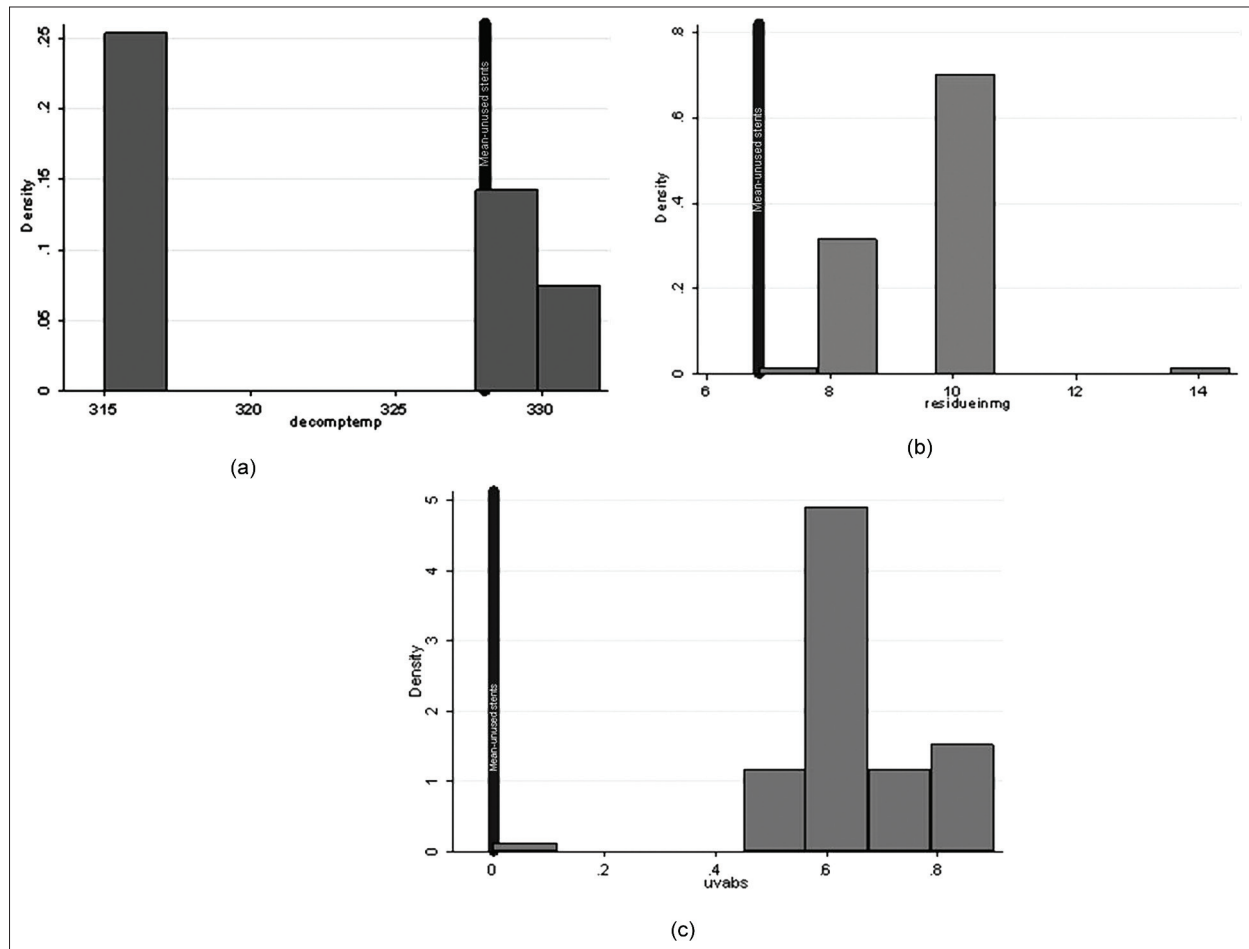 Density
.25
.2
.15
.1
.05
0
Mean-unused stents
315
320
325
330
decomptemp
(a)
Density
.8
.6
.4
.2
0
Mean-unused stents
6
8
10
12
14
residueinmg
(b)
Density
5
4
3
2
1
0
Mean-unused stents
0
.2
.4
.6
.8
uvabs
(c)